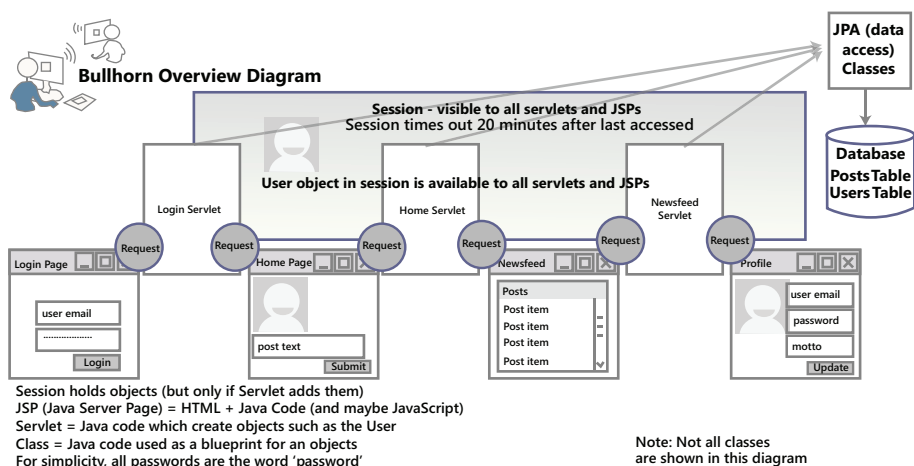 Bullhorn Overview Diagram
JPA (data
access)
Classes
Session - visible to all servlets and JSPs
Session times out 20 minutes after last accessed
Database
Posts Table
Users Table
User object in session is available to all servlets and JSPs
Login Servlet
Home Servlet
Newsfeed
Servlet
Request
Request
Request
Request
Request
Request
Login Page
user email
...................
Login
Home Page
post text
Submit
Newsfeed
Posts
Post item
Post item
Post item
Post item
Profile
user email
password
motto
Update
Session holds objects (but only if Servlet adds them)
JSP (Java Server Page) = HTML + Java Code (and maybe JavaScript)
Servlet = Java code which create objects such as the User
Class = Java code used as a blueprint for an objects
For simplicity, all passwords are the word ‘password’
Note: Not all classes
are shown in this diagram